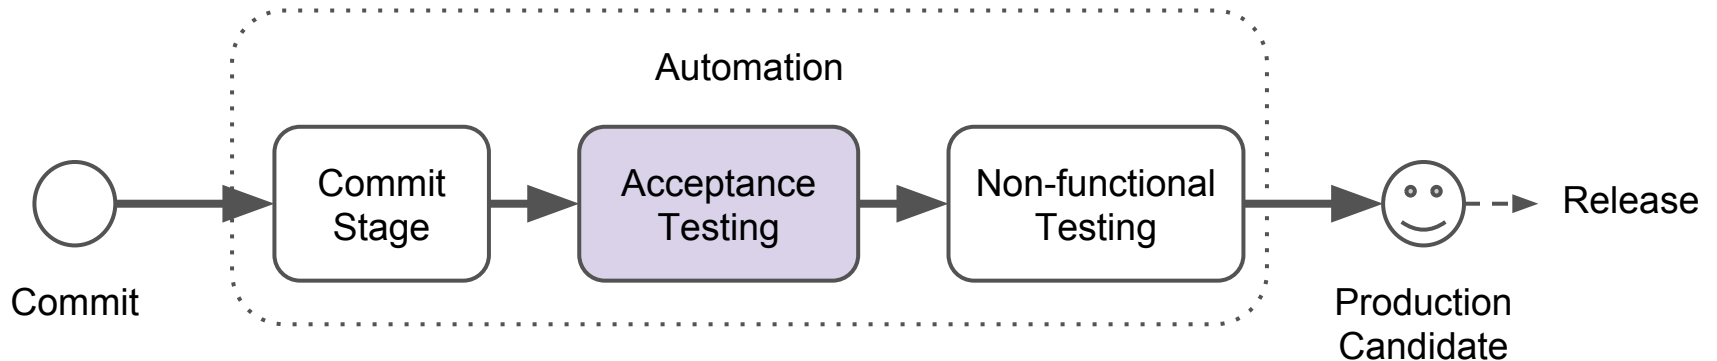 Automation
Commit
Stage
Acceptance
Testing
Non-functional
Testing
Release
Commit
Production
Candidate